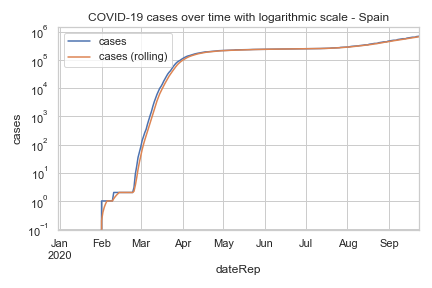 COVID-19 cases over time with logarithmic scale - Spain
cases
cases (rolling)
10⁶
10⁵
10⁴
10³
10²
10¹
10⁰
10⁻¹
cases
Jan Feb Mar Apr May Jun Jul Aug Sep
2020
dateRep